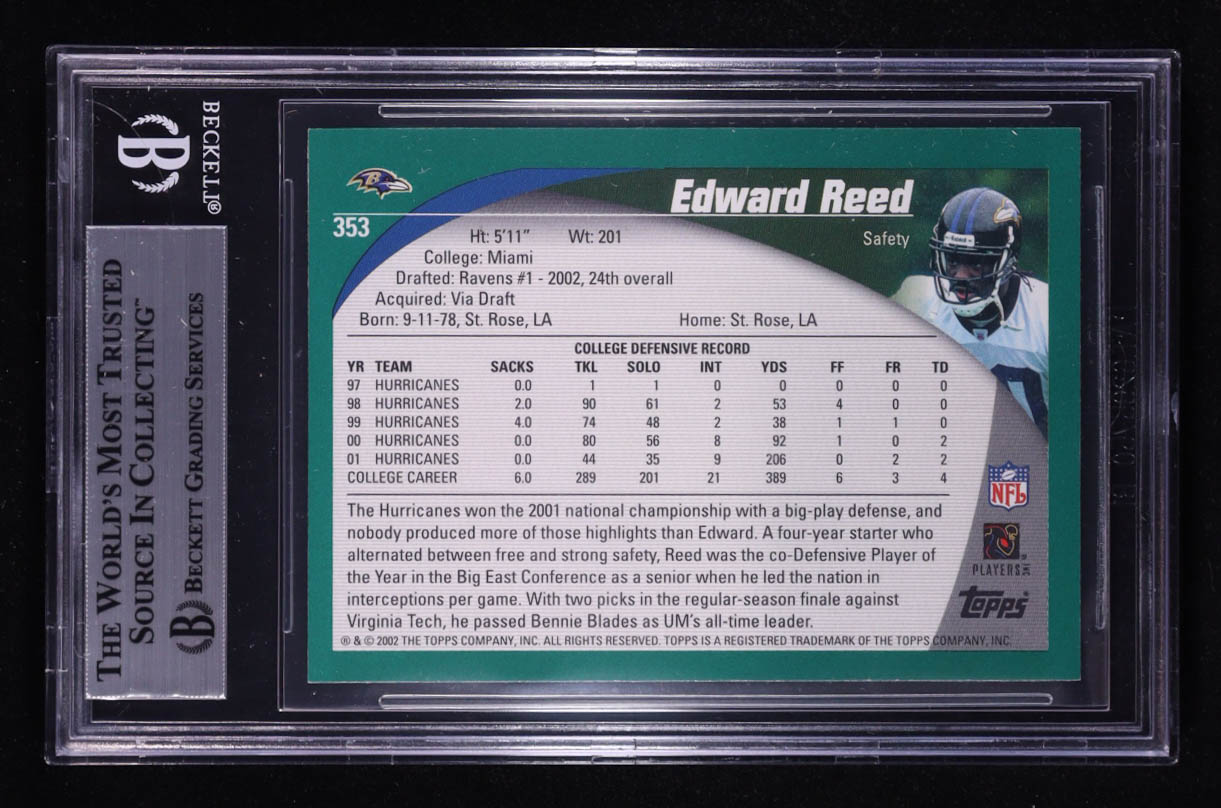 BECKETT®
THE WORLD'S MOST TRUSTED
SOURCE IN COLLECTING™
BECKETT GRADING SERVICES
353
Edward Reed
Safety
Ht: 5'11" Wt: 201
College: Miami
Drafted: Ravens #1 - 2002, 24th overall
Acquired: Via Draft
Born: 9-11-78, St. Rose, LA Home: St. Rose, LA
COLLEGE DEFENSIVE RECORD
YR TEAM SACKS TKL SOLO INT YDS FF FR TD
97 HURRICANES 0.0 1 1 0 0 0 0 0
98 HURRICANES 2.0 90 61 2 53 4 0 0
99 HURRICANES 4.0 74 48 2 38 1 1 0
00 HURRICANES 0.0 80 56 8 92 1 0 2
01 HURRICANES 0.0 44 35 9 206 0 2 2
COLLEGE CAREER 6.0 289 201 21 389 6 3 4
The Hurricanes won the 2001 national championship with a big-play defense, and
nobody produced more of those highlights than Edward. A four-year starter who
alternated between free and strong safety, Reed was the co-Defensive Player of
the Year in the Big East Conference as a senior when he led the nation in
interceptions per game. With two picks in the regular-season finale against
Virginia Tech, he passed Bennie Blades as UM's all-time leader.
® & © 2002 THE TOPPS COMPANY, INC. ALL RIGHTS RESERVED. TOPPS IS A REGISTERED TRADEMARK OF THE TOPPS COMPANY, INC.
NFL
PLAYERS INC
Topps®